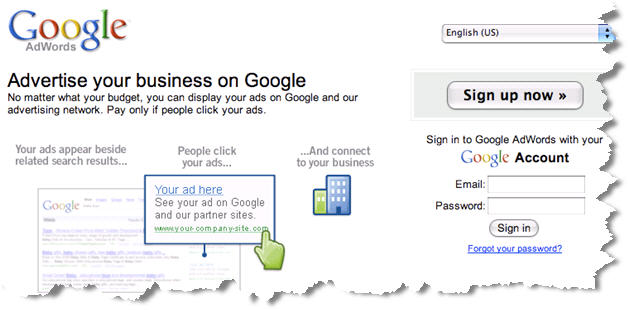 Google
AdWords
English (US)
Advertise your business on Google
No matter what your budget, you can display your ads on Google and our
advertising network. Pay only if people click your ads.
Sign up now »
Your ads appear beside
related search results...
People click
your ads...
...And connect
to your business
Google
Your ad here
See your ad on Google
and our partner sites.
www.your-company-site.com
Sign in to Google AdWords with your
Google Account
Email:
Password:
Sign in
Forgot your password?